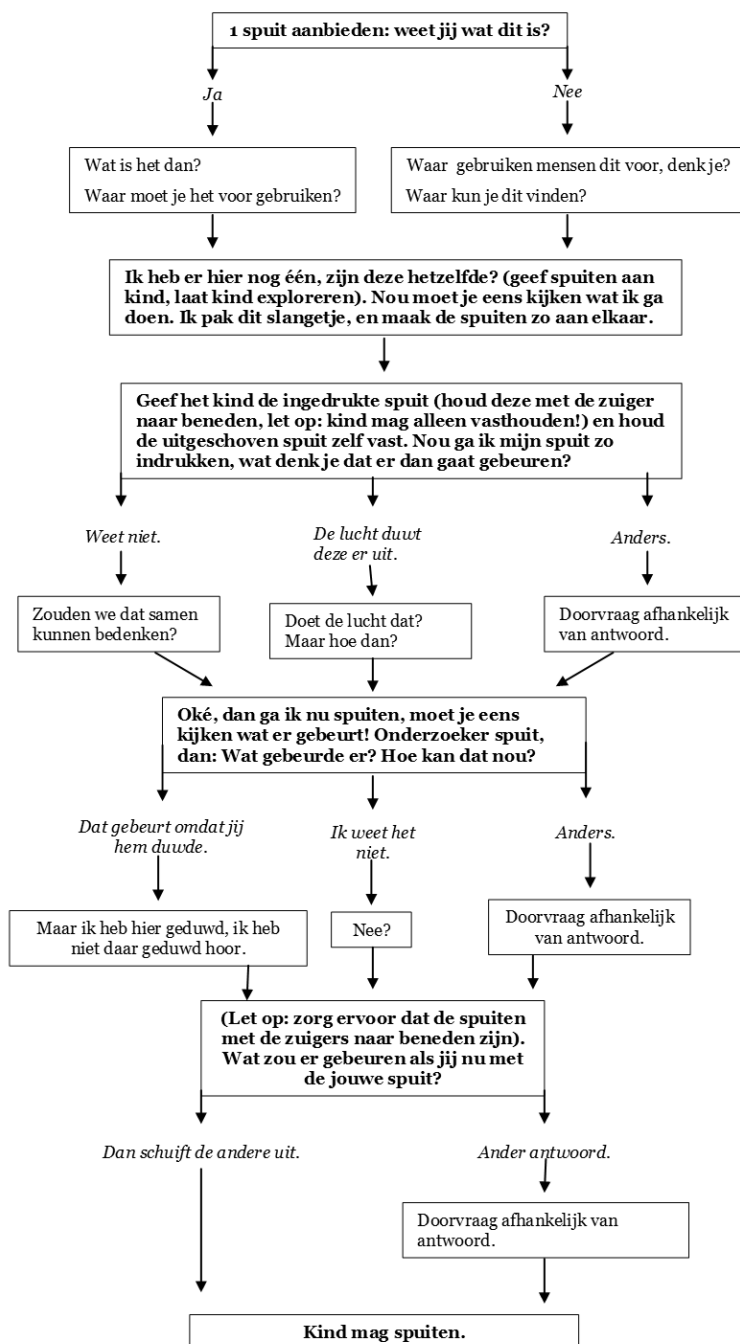 1 spuit aanbieden: weet jij wat dit is?
Ja
Nee
Wat is het dan?
Waar moet je het voor gebruiken?
Waar gebruiken mensen dit voor, denk je?
Waar kun je dit vinden?
Ik heb er hier nog één, zijn deze hetzelfde? (geef spuiten aan
kind, laat kind exploreren). Nou moet je eens kijken wat ik ga
doen. Ik pak dit slangetje, en maak de spuiten zo aan elkaar.
Geef het kind de ingedrukte spuit (houd deze met de zuiger
naar beneden, let op: kind mag alleen vasthouden!) en houd
de uitgeschoven spuit zelf vast. Nou ga ik mijn spuit zo
indrukken, wat denk je dat er dan gaat gebeuren?
Weet niet.
De lucht duwt
deze er uit.
Anders.
Zouden we dat samen
kunnen bedenken?
Doet de lucht dat?
Maar hoe dan?
Doorvraag afhankelijk
van antwoord.
Oké, dan ga ik nu spuiten, moet je eens
kijken wat er gebeurt! Onderzoeker spuit,
dan: Wat gebeurde er? Hoe kan dat nou?
Dat gebeurt omdat jij
hem duwde.
Ik weet het
niet.
Anders.
Maar ik heb hier geduwd, ik heb
niet daar geduwd hoor.
Nee?
Doorvraag afhankelijk
van antwoord.
(Let op: zorg ervoor dat de spuiten
met de zuigers naar beneden zijn).
Wat zou er gebeuren als jij nu met
de jouwe spuit?
Dan schuift de andere uit.
Ander antwoord.
Doorvraag afhankelijk van
antwoord.
Kind mag spuiten.